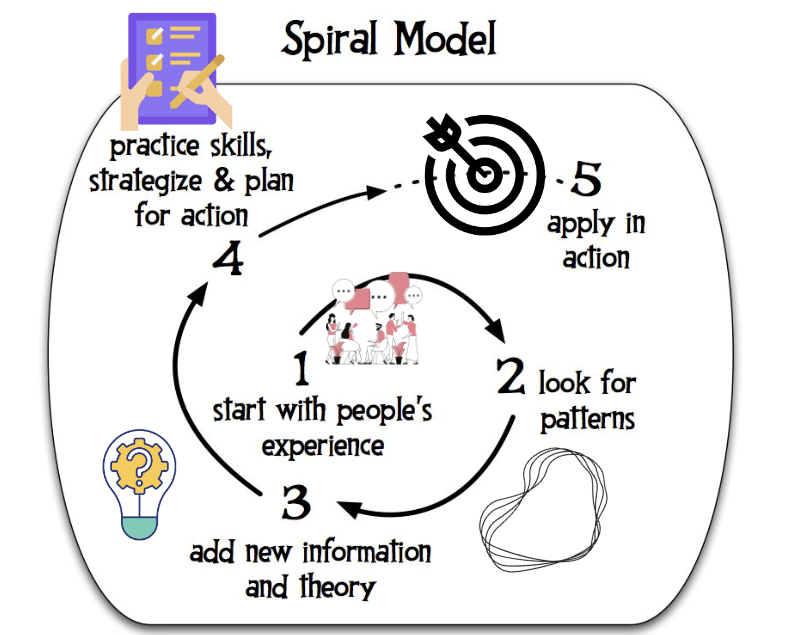 Spiral Model
practice skills,
strategize & plan
for action
4
5
apply in
action
1
start with people's
experience
2 look for
patterns
3
add new information
and theory
?